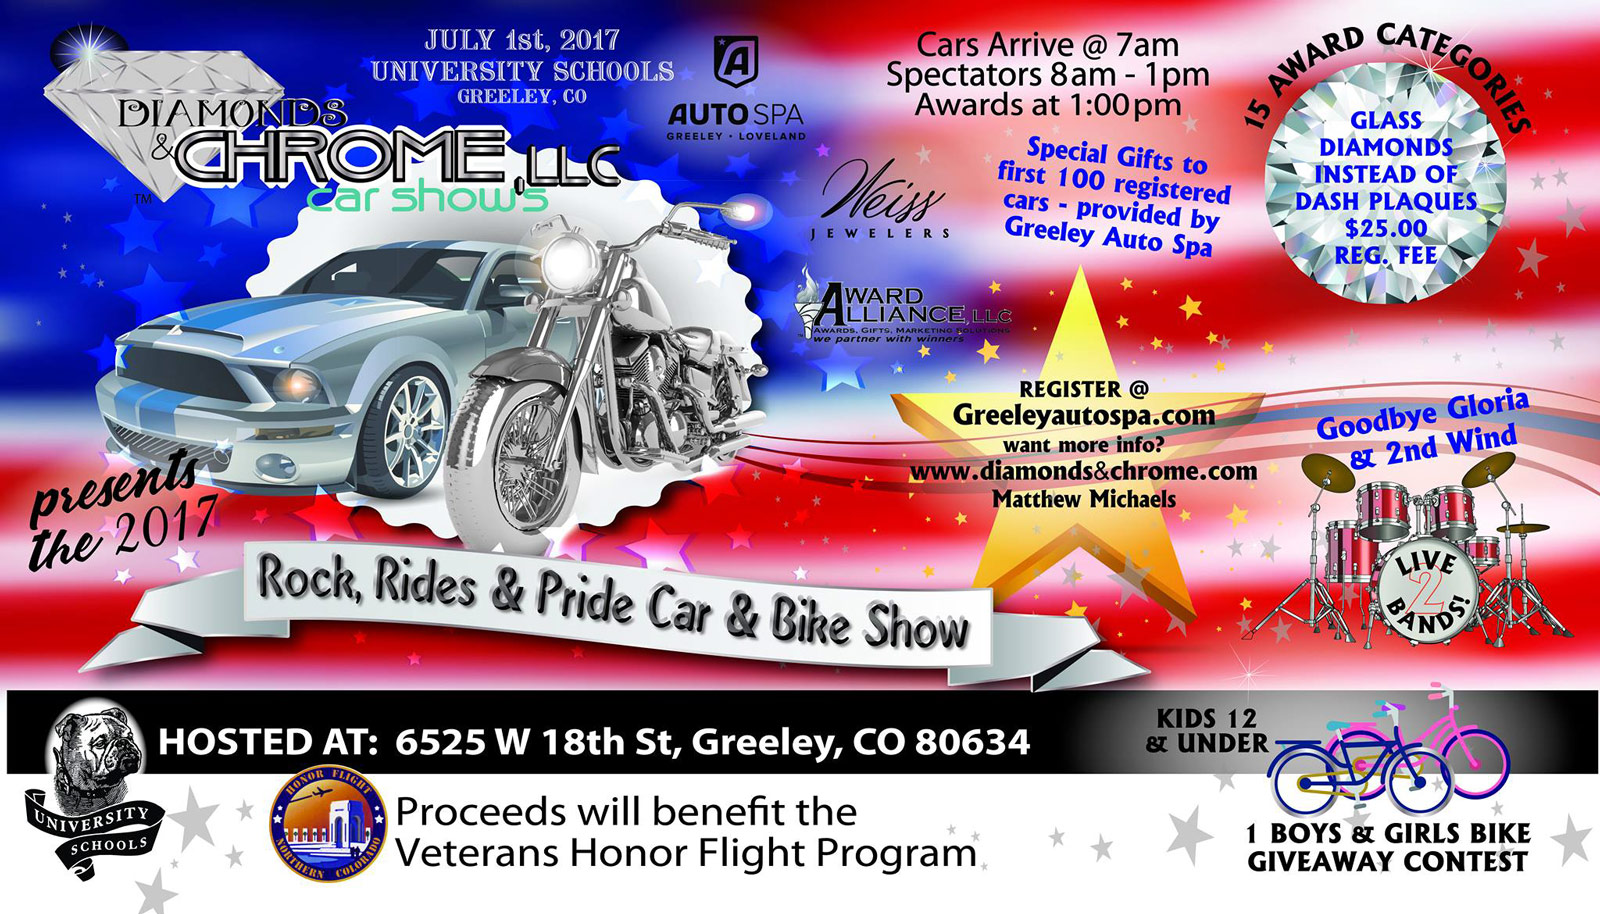 DIAMONDS
& CHROME, LLC
car shows
TM
JULY 1st, 2017
UNIVERSITY SCHOOLS
GREELEY, CO
A
AUTO SPA
GREELEY • LOVELAND
Cars Arrive @ 7am
Spectators 8am - 1pm
Awards at 1:00pm
15 AWARD CATEGORIES
GLASS
DIAMONDS
INSTEAD OF
DASH PLAQUES
$25.00
REG. FEE
Weiss
JEWELERS
Special Gifts to
first 100 registered
cars - provided by
Greeley Auto Spa
AWARD
ALLIANCE, LLC
AWARDS, GIFTS, MARKETING SOLUTIONS
we partner with winners
REGISTER @
Greeleyautospa.com
want more info?
www.diamonds&chrome.com
Matthew Michaels
Goodbye Gloria
& 2nd Wind
LIVE
2
BANDS!
presents
the 2017
Rock, Rides & Pride Car & Bike Show
HOSTED AT: 6525 W 18th St, Greeley, CO 80634
KIDS 12
& UNDER
UNIVERSITY
SCHOOLS
HONOR FLIGHT
NORTHERN COLORADO
Proceeds will benefit the
Veterans Honor Flight Program
1 BOYS & GIRLS BIKE
GIVEAWAY CONTEST